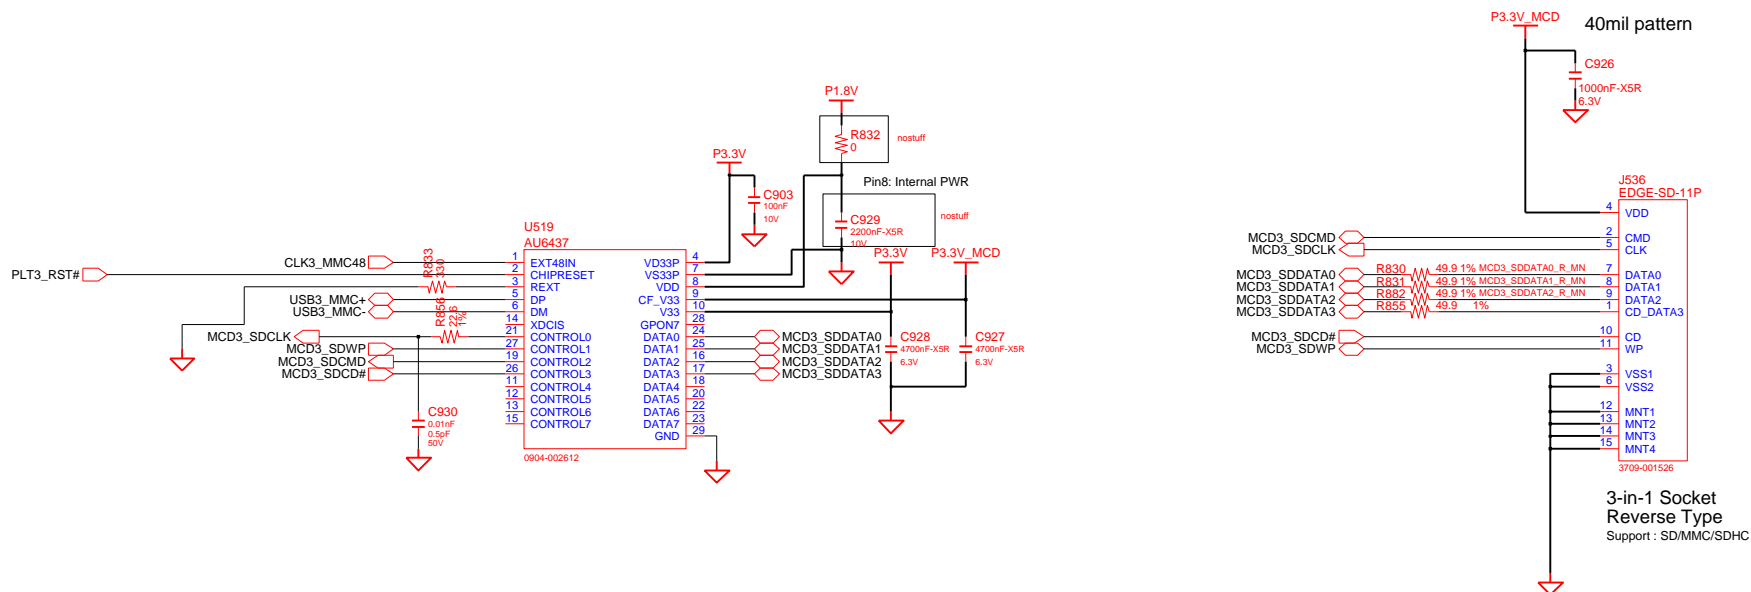 P3.3V_MCD
40mil pattern
C926
1000nF-X5R
6.3V
P1.8V
R832
0
nostuff
P3.3V
C903
100nF
10V
Pin8: Internal PWR
C929
2200nF-X5R
10V
nostuff
P3.3V
P3.3V_MCD
U519
AU6437
PLT3_RST#
CLK3_MMC48
R833
330
USB3_MMC+
USB3_MMC-
R856
22.6
1%
MCD3_SDCLK
MCD3_SDWP
MCD3_SDCMD
MCD3_SDCD#
C930
0.01nF
0.5pF
50V
1 EXT48IN
2 CHIPRESET
3 REXT
5 DP
6 DM
14 XDCIS
21 CONTROL0
27 CONTROL1
19 CONTROL2
26 CONTROL3
11 CONTROL4
12 CONTROL5
13 CONTROL6
15 CONTROL7
VD33P 4
VS33P 7
VDD 8
CF_V33 9
V33 10
GPON7 28
DATA0 24
DATA1 25
DATA2 16
DATA3 17
DATA4 18
DATA5 20
DATA6 22
DATA7 23
GND 29
0904-002612
MCD3_SDDATA0
MCD3_SDDATA1
MCD3_SDDATA2
MCD3_SDDATA3
C928
4700nF-X5R
6.3V
C927
4700nF-X5R
6.3V
J536
EDGE-SD-11P
4 VDD
MCD3_SDCMD 2 CMD
MCD3_SDCLK 5 CLK
MCD3_SDDATA0 R830 49.9 1% MCD3_SDDATA0_R_MN 7 DATA0
MCD3_SDDATA1 R831 49.9 1% MCD3_SDDATA1_R_MN 8 DATA1
MCD3_SDDATA2 R882 49.9 1% MCD3_SDDATA2_R_MN 9 DATA2
MCD3_SDDATA3 R855 49.9 1% 1 CD_DATA3
MCD3_SDCD# 10 CD
MCD3_SDWP 11 WP
3 VSS1
6 VSS2
12 MNT1
13 MNT2
14 MNT3
15 MNT4
3709-001526
3-in-1 Socket
Reverse Type
Support : SD/MMC/SDHC